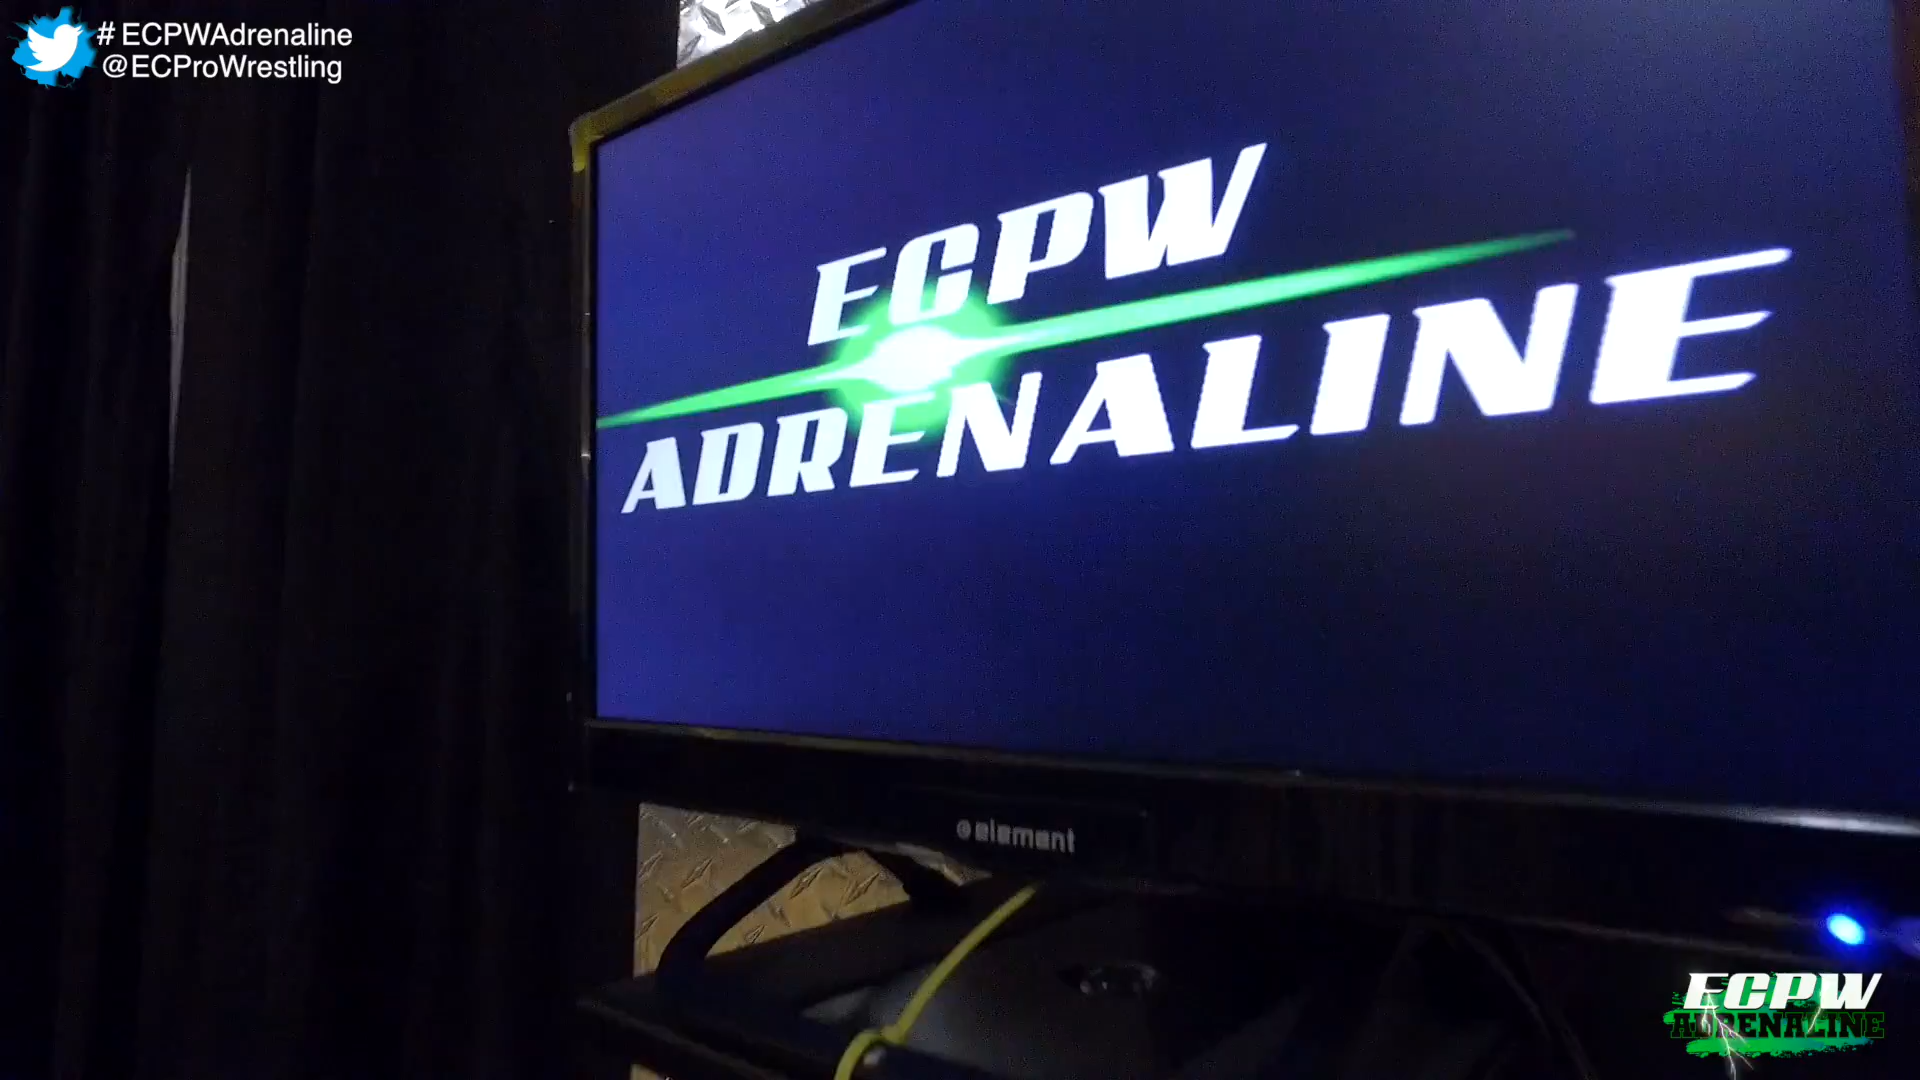 # ECPWAdrenaline
@ECProWrestling
ECPW
ADRENALINE
element
ECPW
ADRENALINE